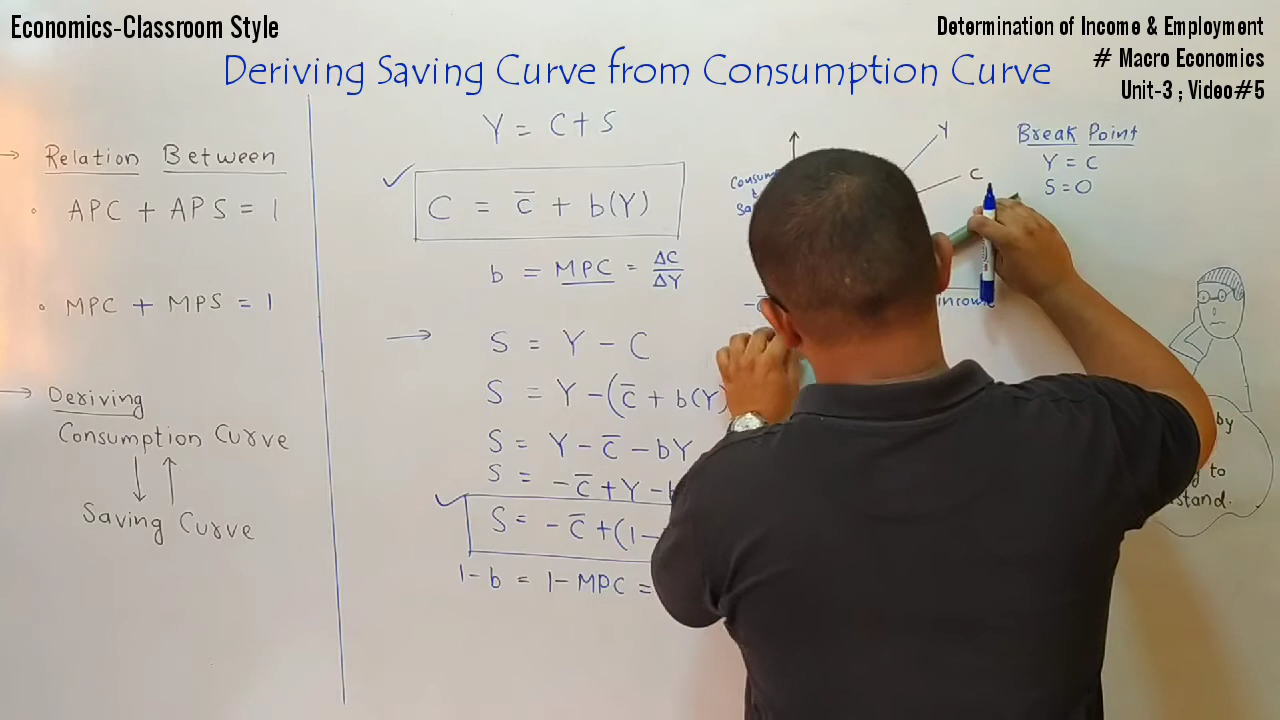 Economics-Classroom Style
Determination of Income & Employment
# Macro Economics
Unit-3 ; Video#5
Deriving Saving Curve from Consumption Curve
→ Relation Between
• APC + APS = 1
• MPC + MPS = 1
→ Deriving
Consumption Curve
↓ ↑
Saving Curve
Y = C + S
✓ C = c̄ + b(Y)
b = MPC = ΔC/ΔY
→ S = Y - C
S = Y - (c̄ + b(Y)
S = Y - c̄ - bY
S = -c̄ + Y -
✓ S = -c̄ + (1-
1-b = 1-MPC =
Y
C
income
Break Point
Y = C
S = 0
by
to